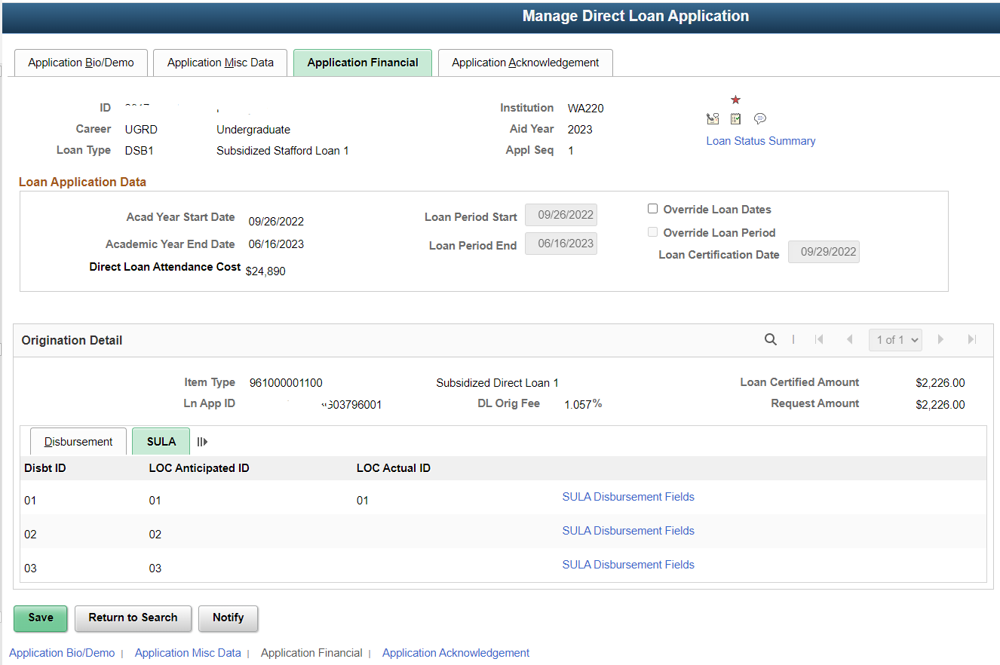 Manage Direct Loan Application
Application Bio/Demo Application Misc Data Application Financial Application Acknowledgement
ID Institution WA220
Career UGRD Undergraduate Aid Year 2023
Loan Type DSB1 Subsidized Stafford Loan 1 Appl Seq 1
Loan Status Summary
Loan Application Data
Acad Year Start Date 09/26/2022 Loan Period Start 09/26/2022 Override Loan Dates
Override Loan Period
Academic Year End Date 06/16/2023 Loan Period End 06/16/2023
Loan Certification Date 09/29/2022
Direct Loan Attendance Cost $24,890
Origination Detail 1 of 1
Item Type 961000001100 Subsidized Direct Loan 1 Loan Certified Amount $2,226.00
Ln App ID DL Orig Fee 1.057% Request Amount $2,226.00
Disbursement SULA
Disbt ID LOC Anticipated ID LOC Actual ID
01 01 01 SULA Disbursement Fields
02 02 SULA Disbursement Fields
03 03 SULA Disbursement Fields
Save Return to Search Notify
Application Bio/Demo | Application Misc Data | Application Financial | Application Acknowledgement